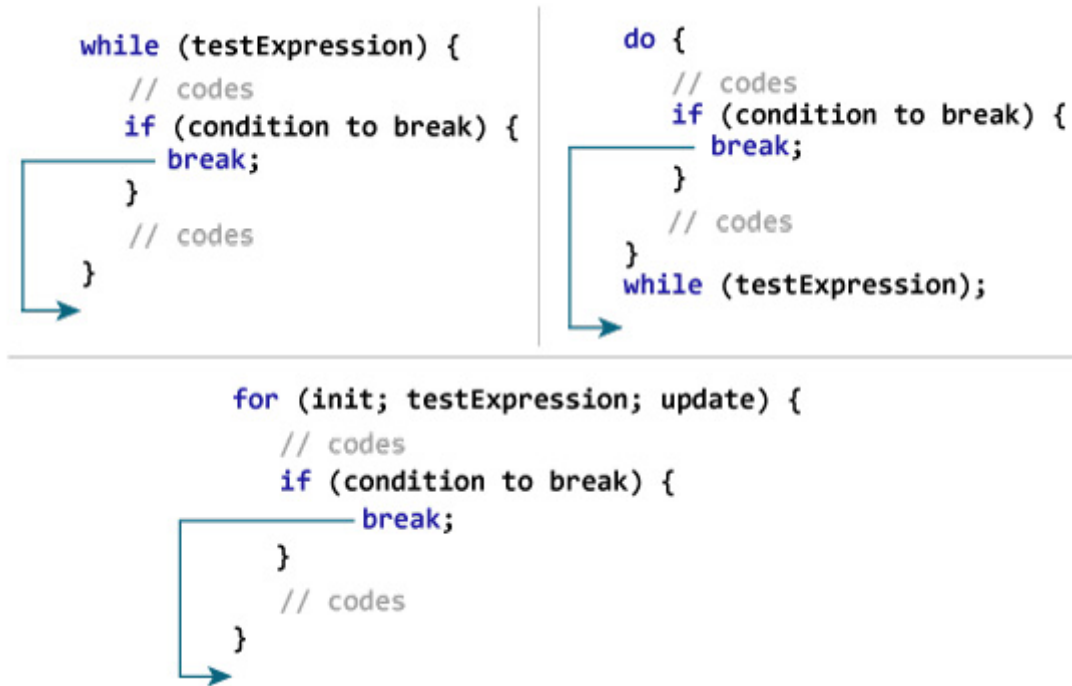 while (testExpression) {
// codes
if (condition to break) {
break;
}
// codes
}
do {
// codes
if (condition to break) {
break;
}
// codes
}
while (testExpression);
for (init; testExpression; update) {
// codes
if (condition to break) {
break;
}
// codes
}